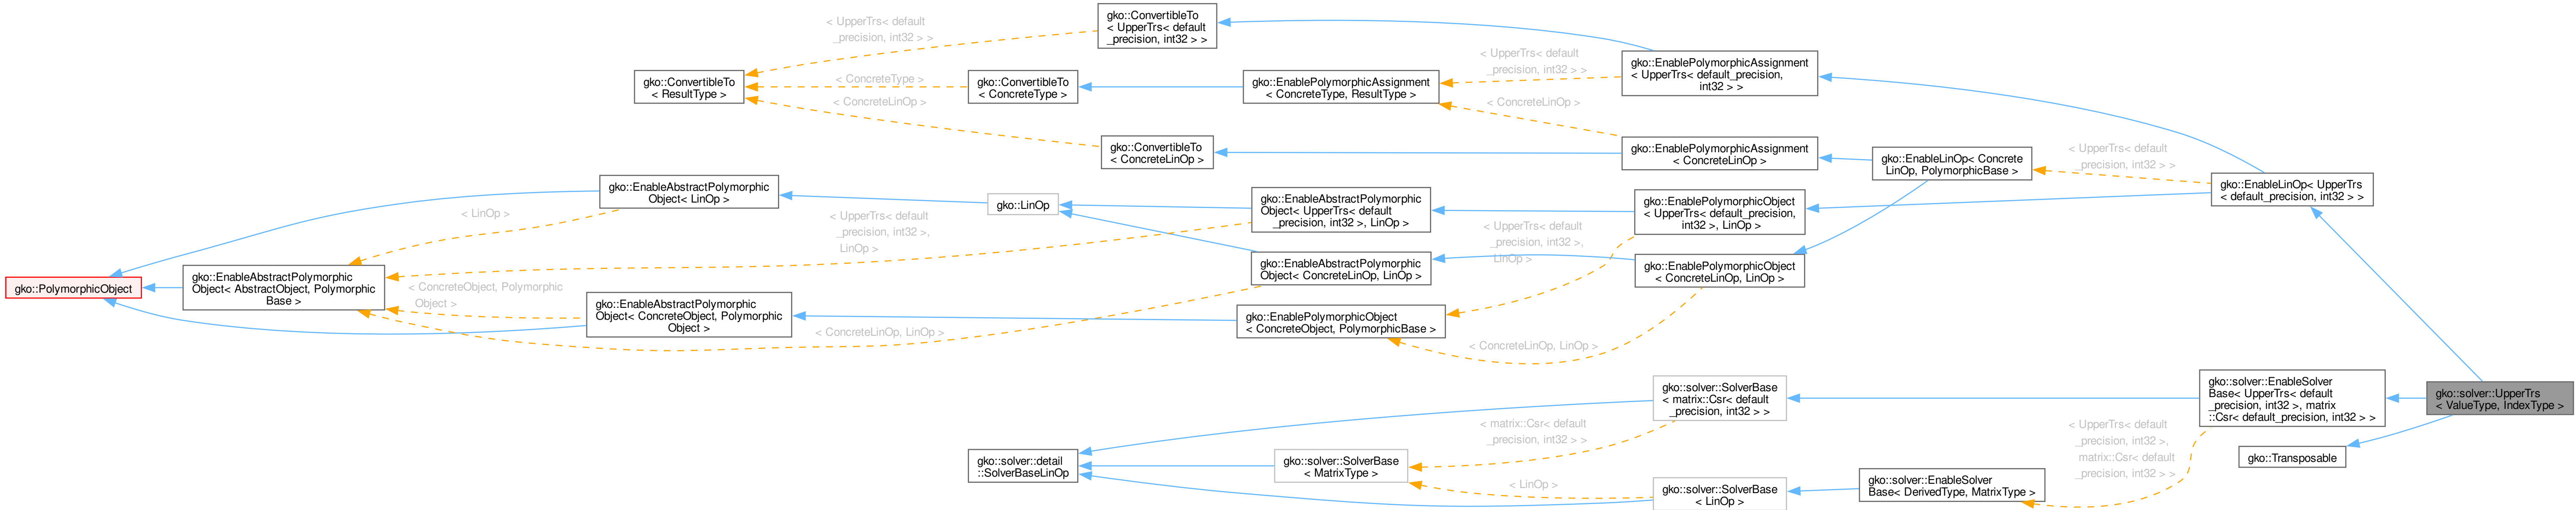 gko::PolymorphicObject
gko::EnableAbstractPolymorphic
Object< AbstractObject, Polymorphic
Base >
gko::EnableAbstractPolymorphic
Object< LinOp >
< LinOp >
gko::EnableAbstractPolymorphic
Object< ConcreteObject, Polymorphic
Object >
< ConcreteObject, Polymorphic
Object >
gko::ConvertibleTo
< ResultType >
< UpperTrs< default
_precision, int32 > >
< ConcreteType >
< ConcreteLinOp >
gko::ConvertibleTo
< UpperTrs< default
_precision, int32 > >
gko::ConvertibleTo
< ConcreteType >
gko::ConvertibleTo
< ConcreteLinOp >
gko::LinOp
< UpperTrs< default
_precision, int32 >,
LinOp >
< ConcreteLinOp, LinOp >
gko::EnablePolymorphicAssignment
< ConcreteType, ResultType >
< UpperTrs< default
_precision, int32 > >
< ConcreteLinOp >
gko::EnablePolymorphicAssignment
< UpperTrs< default_precision,
int32 > >
gko::EnablePolymorphicAssignment
< ConcreteLinOp >
gko::EnableAbstractPolymorphic
Object< UpperTrs< default
_precision, int32 >, LinOp >
gko::EnableAbstractPolymorphic
Object< ConcreteLinOp, LinOp >
gko::EnablePolymorphicObject
< ConcreteObject, PolymorphicBase >
< UpperTrs< default
_precision, int32 >,
LinOp >
< ConcreteLinOp, LinOp >
gko::EnablePolymorphicObject
< UpperTrs< default_precision,
int32 >, LinOp >
gko::EnablePolymorphicObject
< ConcreteLinOp, LinOp >
gko::EnableLinOp< Concrete
LinOp, PolymorphicBase >
< UpperTrs< default
_precision, int32 > >
gko::EnableLinOp< UpperTrs
< default_precision, int32 > >
gko::solver::detail
::SolverBaseLinOp
gko::solver::SolverBase
< MatrixType >
< matrix::Csr< default
_precision, int32 > >
< LinOp >
gko::solver::SolverBase
< matrix::Csr< default
_precision, int32 > >
gko::solver::SolverBase
< LinOp >
gko::solver::EnableSolver
Base< DerivedType, MatrixType >
< UpperTrs< default
_precision, int32 >,
matrix::Csr< default
_precision, int32 > >
gko::solver::EnableSolver
Base< UpperTrs< default
_precision, int32 >, matrix
::Csr< default_precision, int32 > >
gko::Transposable
gko::solver::UpperTrs
< ValueType, IndexType >